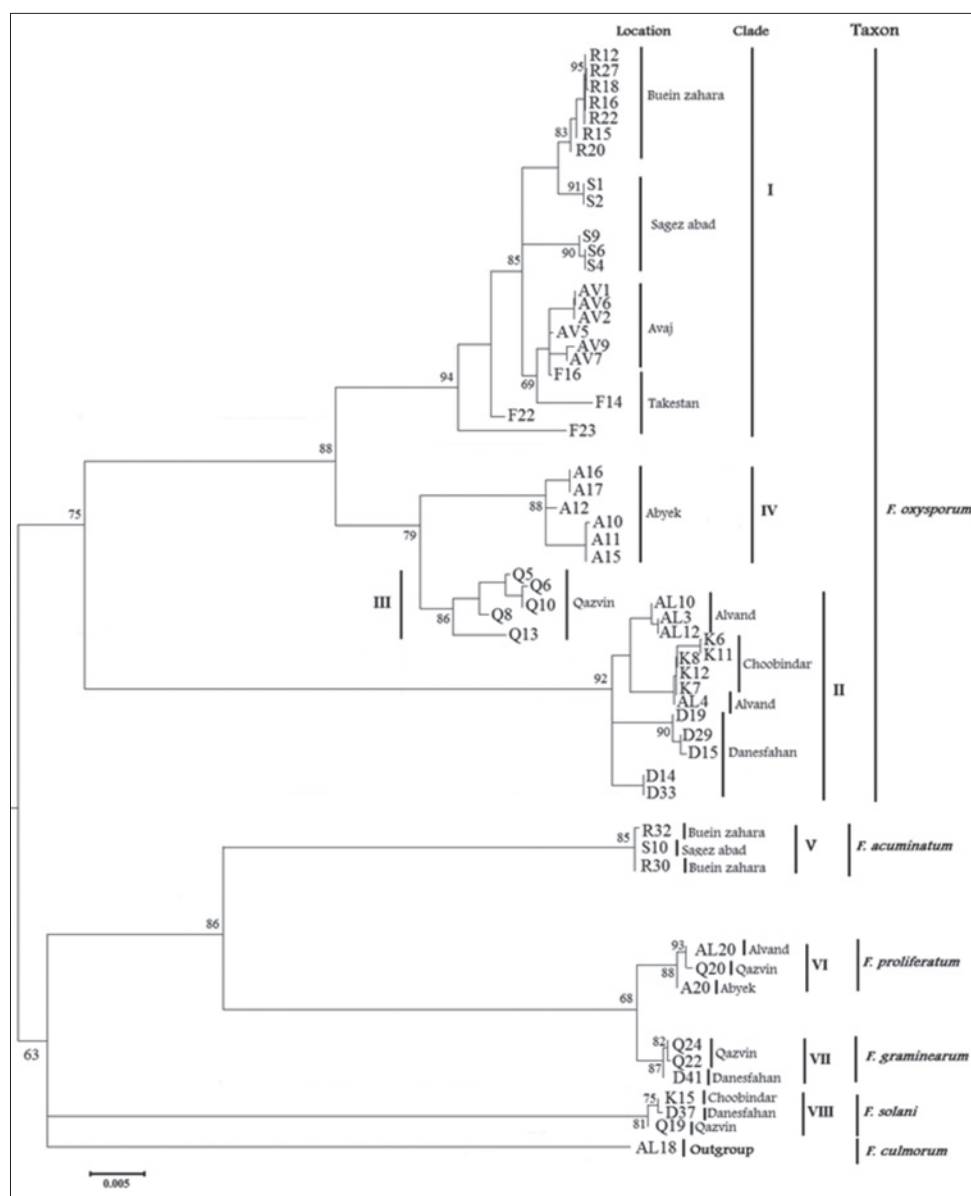 Location Clade Taxon
95
R12
R27
R18
R16
R22
R15
R20
Buein zahara
83
91
S1
S2
I
Sagez abad
S9
90 S6
S4
85
AV1
AV6
AV2
AV5
AV9
AV7
Avaj
F16
69
F14
Takestan
F22
F23
94
88
A16
A17
88
A12
A10
A11
A15
Abyek
IV
F. oxysporum
75
79
III
Q5
Q6
Q10
Q8
Q13
86
Qazvin
AL10
AL3
AL12
Alvand
K6
K11
K8
K12
K7
Choobindar
92
II
AL4
Alvand
D19
90 D29
D15
Danesfahan
D14
D33
85
R32 Buein zahara
S10 Sagez abad
R30 Buein zahara
V
F. acuminatum
86
93
AL20 Alvand
88 Q20 Qazvin
A20 Abyek
VI
F. proliferatum
68
82
Q24
Q22
Qazvin
87
D41 Danesfahan
VII
F. graminearum
63
75
K15 Choobindar
D37 Danesfahan
81 Q19 Qazvin
VIII
F. solani
AL18 Outgroup
F. culmorum
0.005